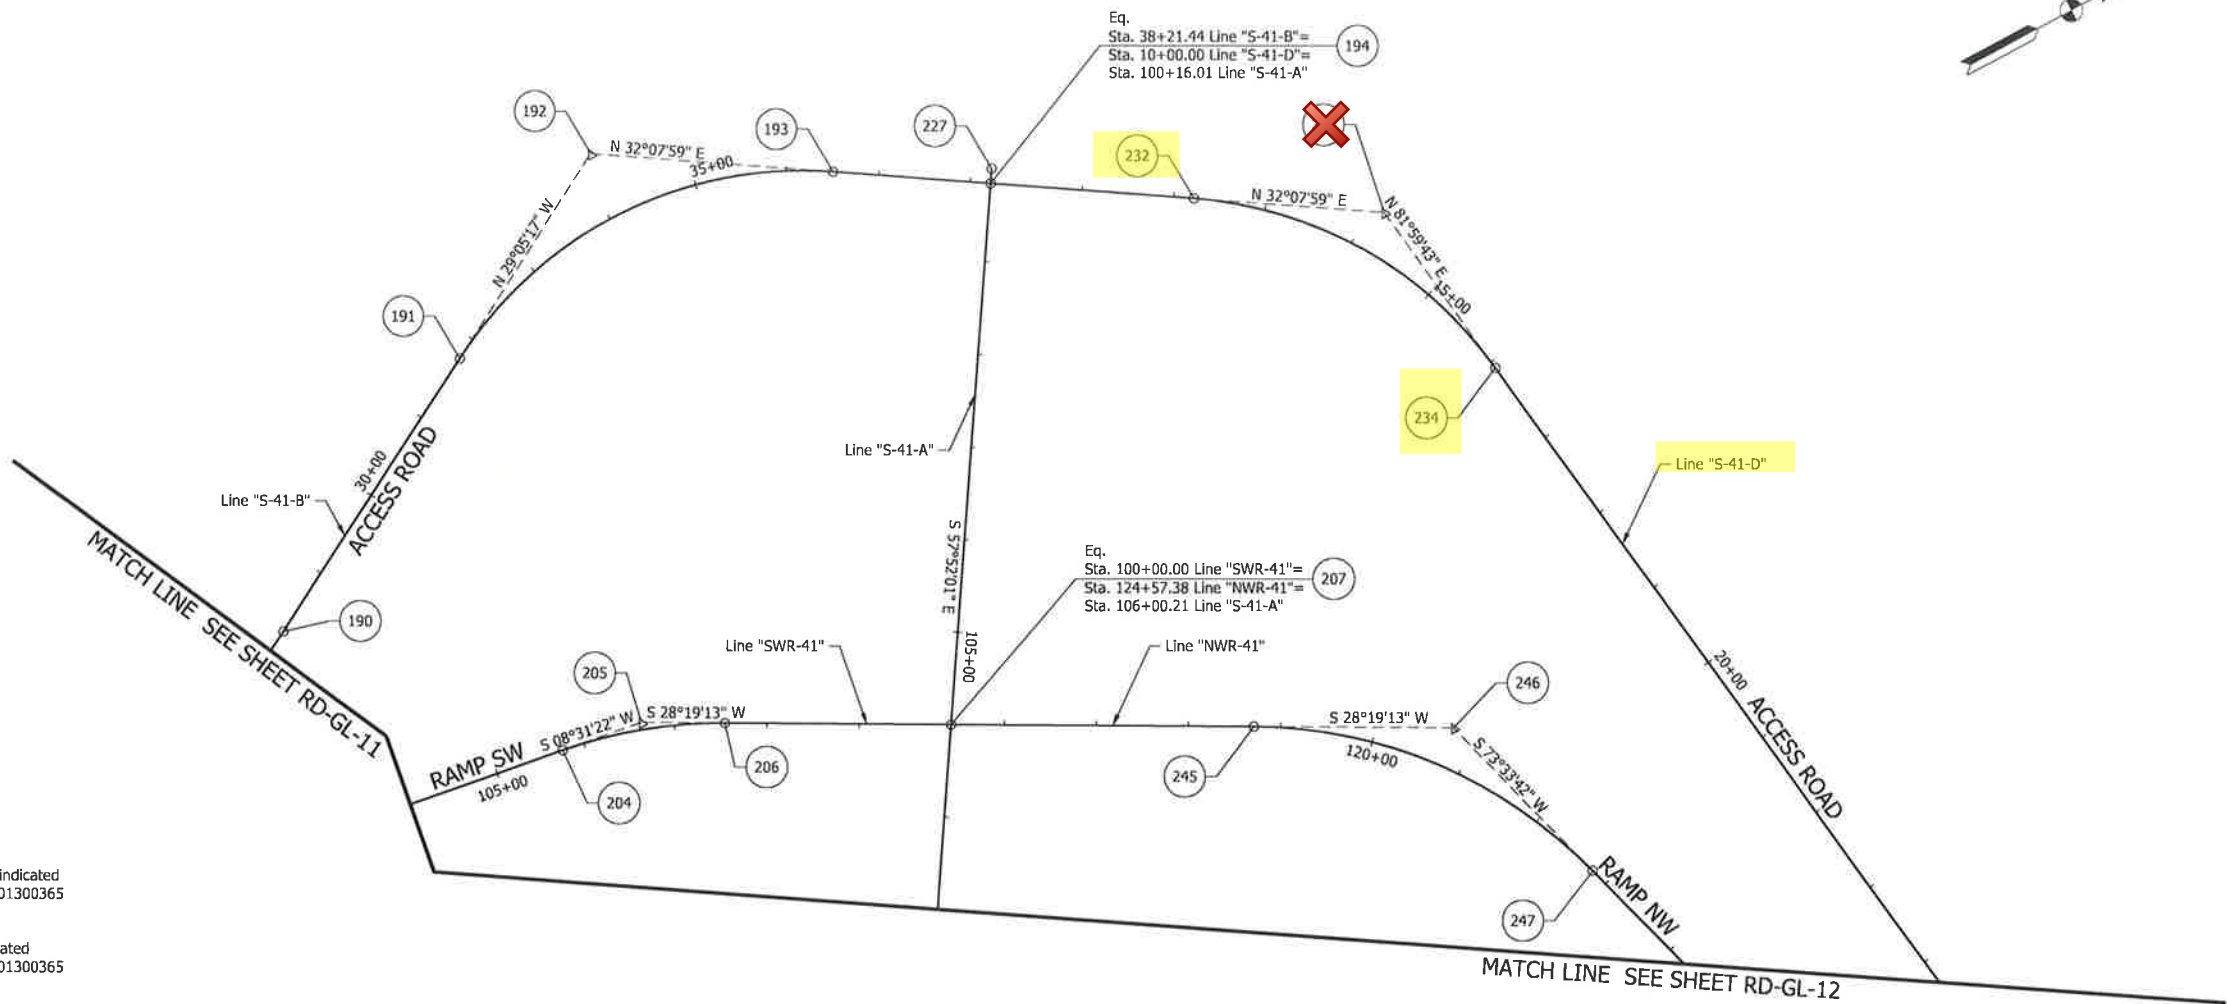 Eq.
Sta. 38+21.44 Line "S-41-B"=
Sta. 10+00.00 Line "S-41-D"=
Sta. 100+16.01 Line "S-41-A"
194
192
193
227
232
N 32°07'59" E
35+00
N 32°07'59" E
N 81°59'43" E
15+00
N 29°05'17" W
191
234
Line "S-41-A"
Line "S-41-D"
30+00
ACCESS ROAD
Line "S-41-B"
S 57°52'01" E
105+00
Eq.
Sta. 100+00.00 Line "SWR-41"=
Sta. 124+57.38 Line "NWR-41"=
Sta. 106+00.21 Line "S-41-A"
207
MATCH LINE SEE SHEET RD-GL-11
190
Line "SWR-41"
Line "NWR-41"
205
246
20+00
ACCESS ROAD
S 08°31'22" W
S 28°19'13" W
S 28°19'13" W
S 73°33'42" W
RAMP SW
105+00
204
206
245
120+00
247
RAMP NW
indicated
01300365
ated
01300365
MATCH LINE SEE SHEET RD-GL-12